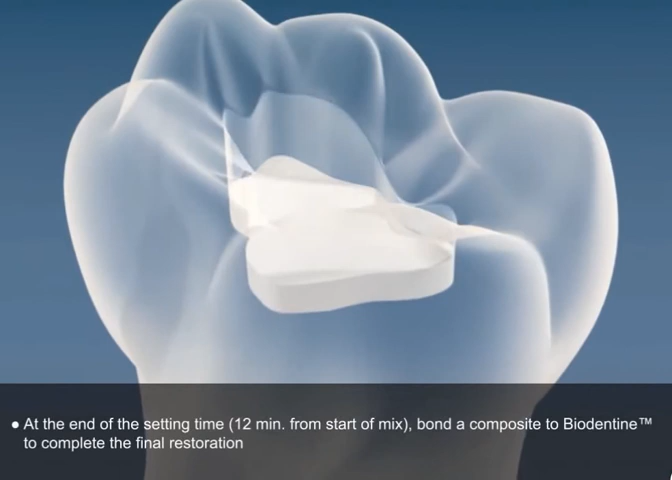 ● At the end of the setting time (12 min. from start of mix), bond a composite to Biodentine™
to complete the final restoration